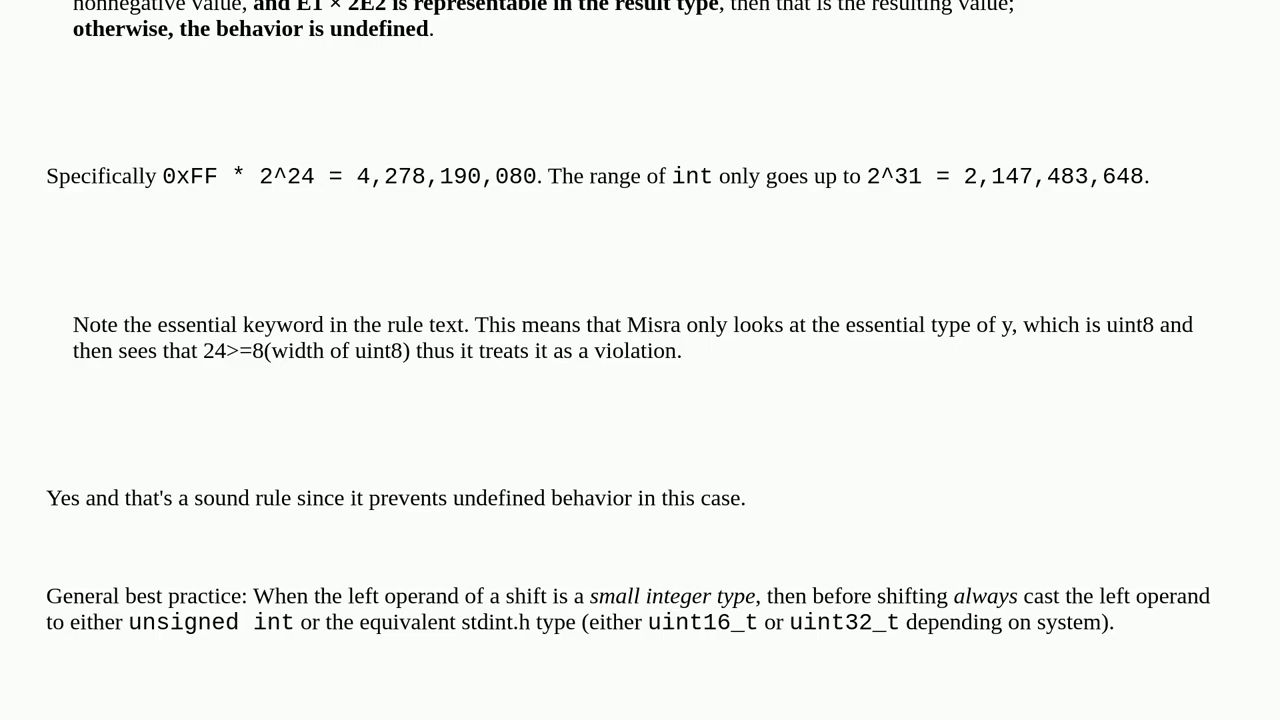 nonnegative value, and E1 × 2E2 is representable in the result type, then that is the resulting value;
otherwise, the behavior is undefined.
Specifically 0xFF * 2^24 = 4,278,190,080. The range of int only goes up to 2^31 = 2,147,483,648.
Note the essential keyword in the rule text. This means that Misra only looks at the essential type of y, which is uint8 and
then sees that 24>=8(width of uint8) thus it treats it as a violation.
Yes and that's a sound rule since it prevents undefined behavior in this case.
General best practice: When the left operand of a shift is a small integer type, then before shifting always cast the left operand
to either unsigned int or the equivalent stdint.h type (either uint16_t or uint32_t depending on system).